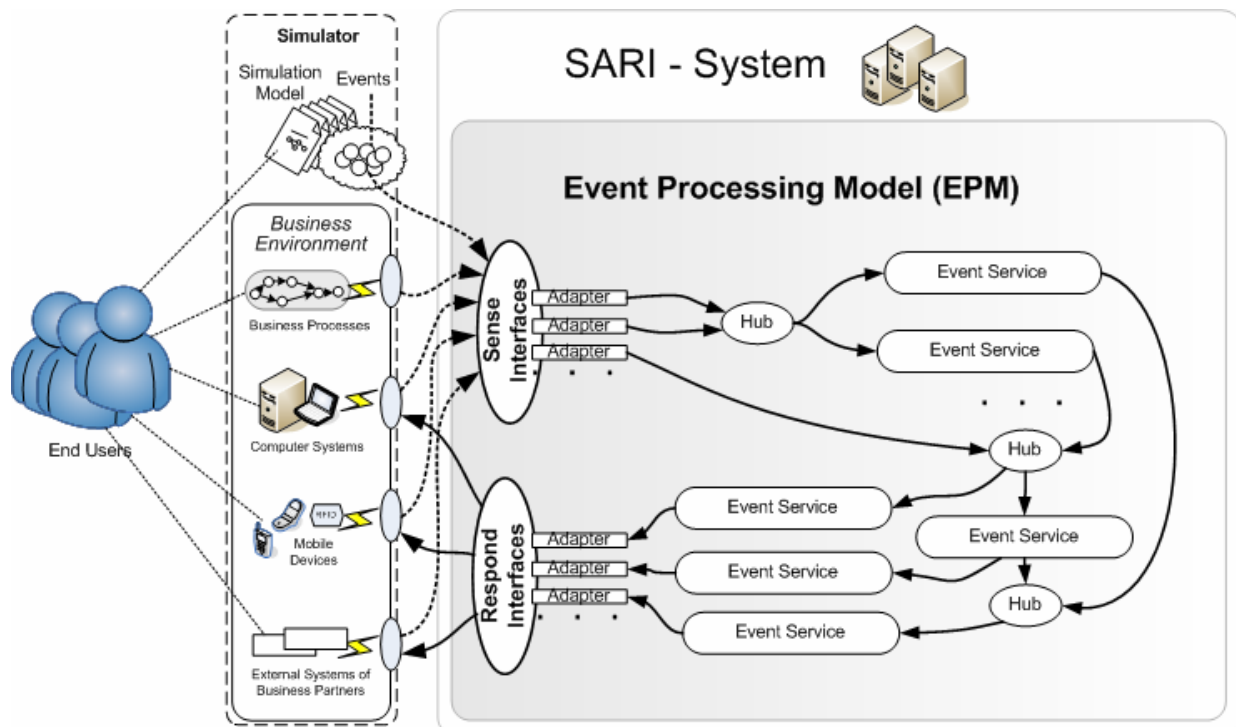 Simulator
Simulation
Model
Events
SARI - System
Event Processing Model (EPM)
Business
Environment
Business Processes
Computer Systems
Mobile
Devices
External Systems of
Business Partners
End Users
Sense
Interfaces
Adapter
Adapter
Adapter
. . .
Hub
Event Service
Event Service
. . .
Hub
Event Service
Event Service
Event Service
Hub
Event Service
Respond
Interfaces
Adapter
Adapter
Adapter
. . .